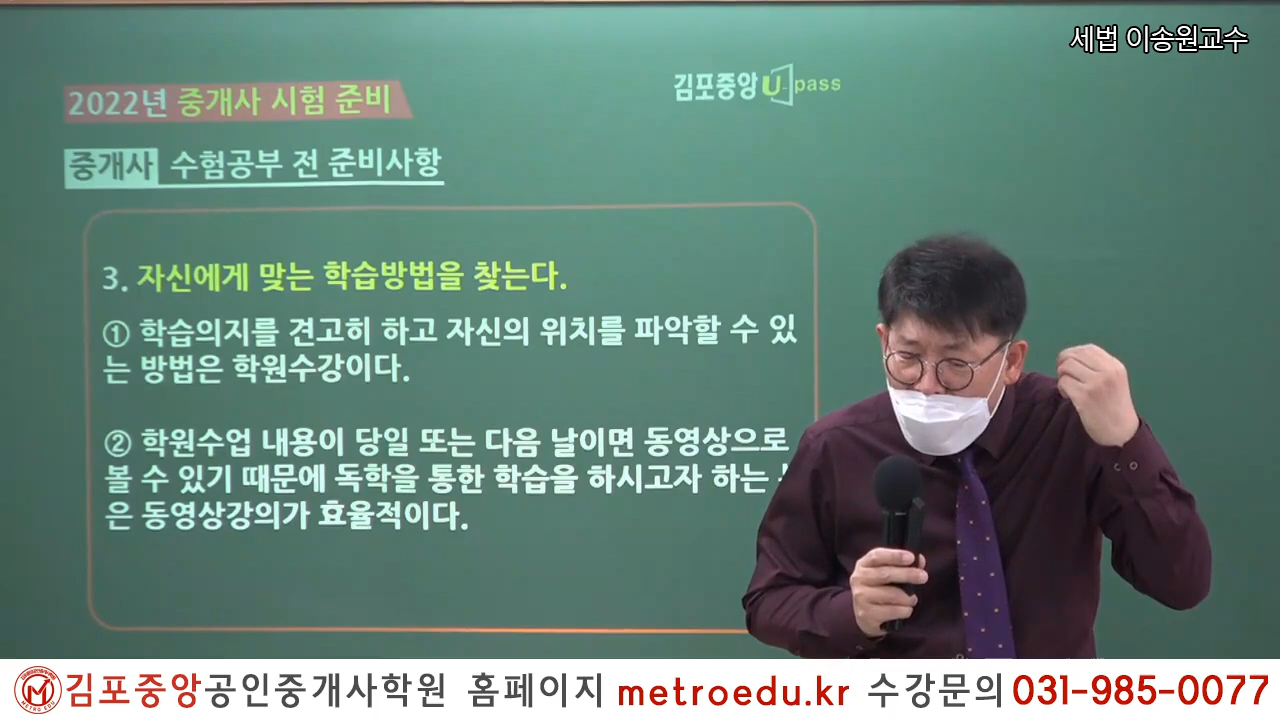 세법 이송원교수
김포중앙 U-pass
2022년 중개사 시험 준비
중개사 수험공부 전 준비사항
3. 자신에게 맞는 학습방법을 찾는다.
① 학습의지를 견고히 하고 자신의 위치를 파악할 수 있
는 방법은 학원수강이다.
② 학원수업 내용이 당일 또는 다음 날이면 동영상으로
볼 수 있기 때문에 독학을 통한 학습을 하시고자 하는
은 동영상강의가 효율적이다.
METRO EDU
김포중앙공인중개사학원 홈페이지 metroedu.kr 수강문의 031-985-0077